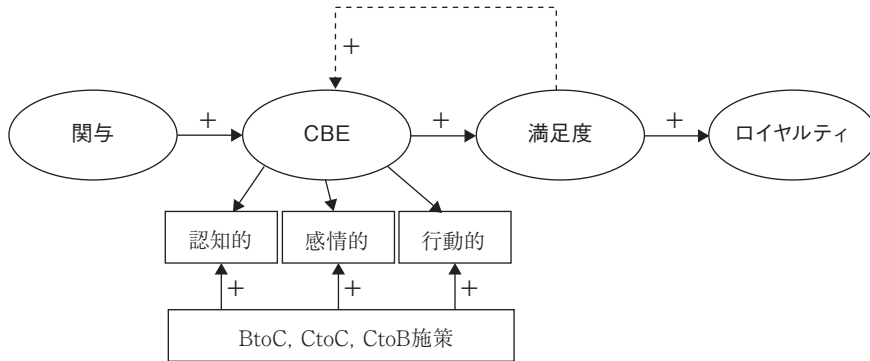 +
関与
+
CBE
+
満足度
+
ロイヤルティ
認知的
感情的
行動的
+
+
+
BtoC, CtoC, CtoB施策